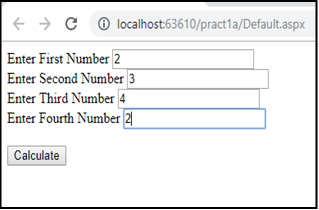 localhost:63610/pract1a/Default.aspx
Enter First Number 2
Enter Second Number 3
Enter Third Number 4
Enter Fourth Number 2
Calculate